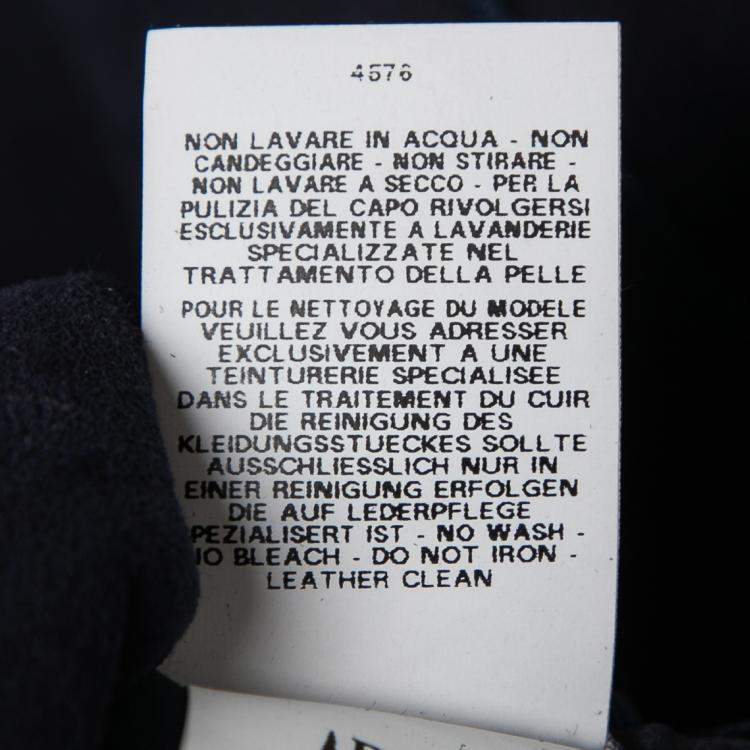 4576
NON LAVARE IN ACQUA - NON
CANDEGGIARE - NON STIRARE -
NON LAVARE A SECCO - PER LA
PULIZIA DEL CAPO RIVOLGERSI
ESCLUSIVAMENTE A LAVANDERIE
SPECIALIZZATE NEL
TRATTAMENTO DELLA PELLE
POUR LE NETTOYAGE DU MODELE
VEUILLEZ VOUS ADRESSER
EXCLUSIVEMENT A UNE
TEINTURERIE SPECIALISEE
DANS LE TRAITEMENT DU CUIR
DIE REINIGUNG DES
KLEIDUNGSSTUECKES SOLLTE
AUSSCHLIESSLICH NUR IN
EINER REINIGUNG ERFOLGEN
DIE AUF LEDERPFLEGE
PEZIALISERT IST - NO WASH -
O BLEACH - DO NOT IRON -
LEATHER CLEAN